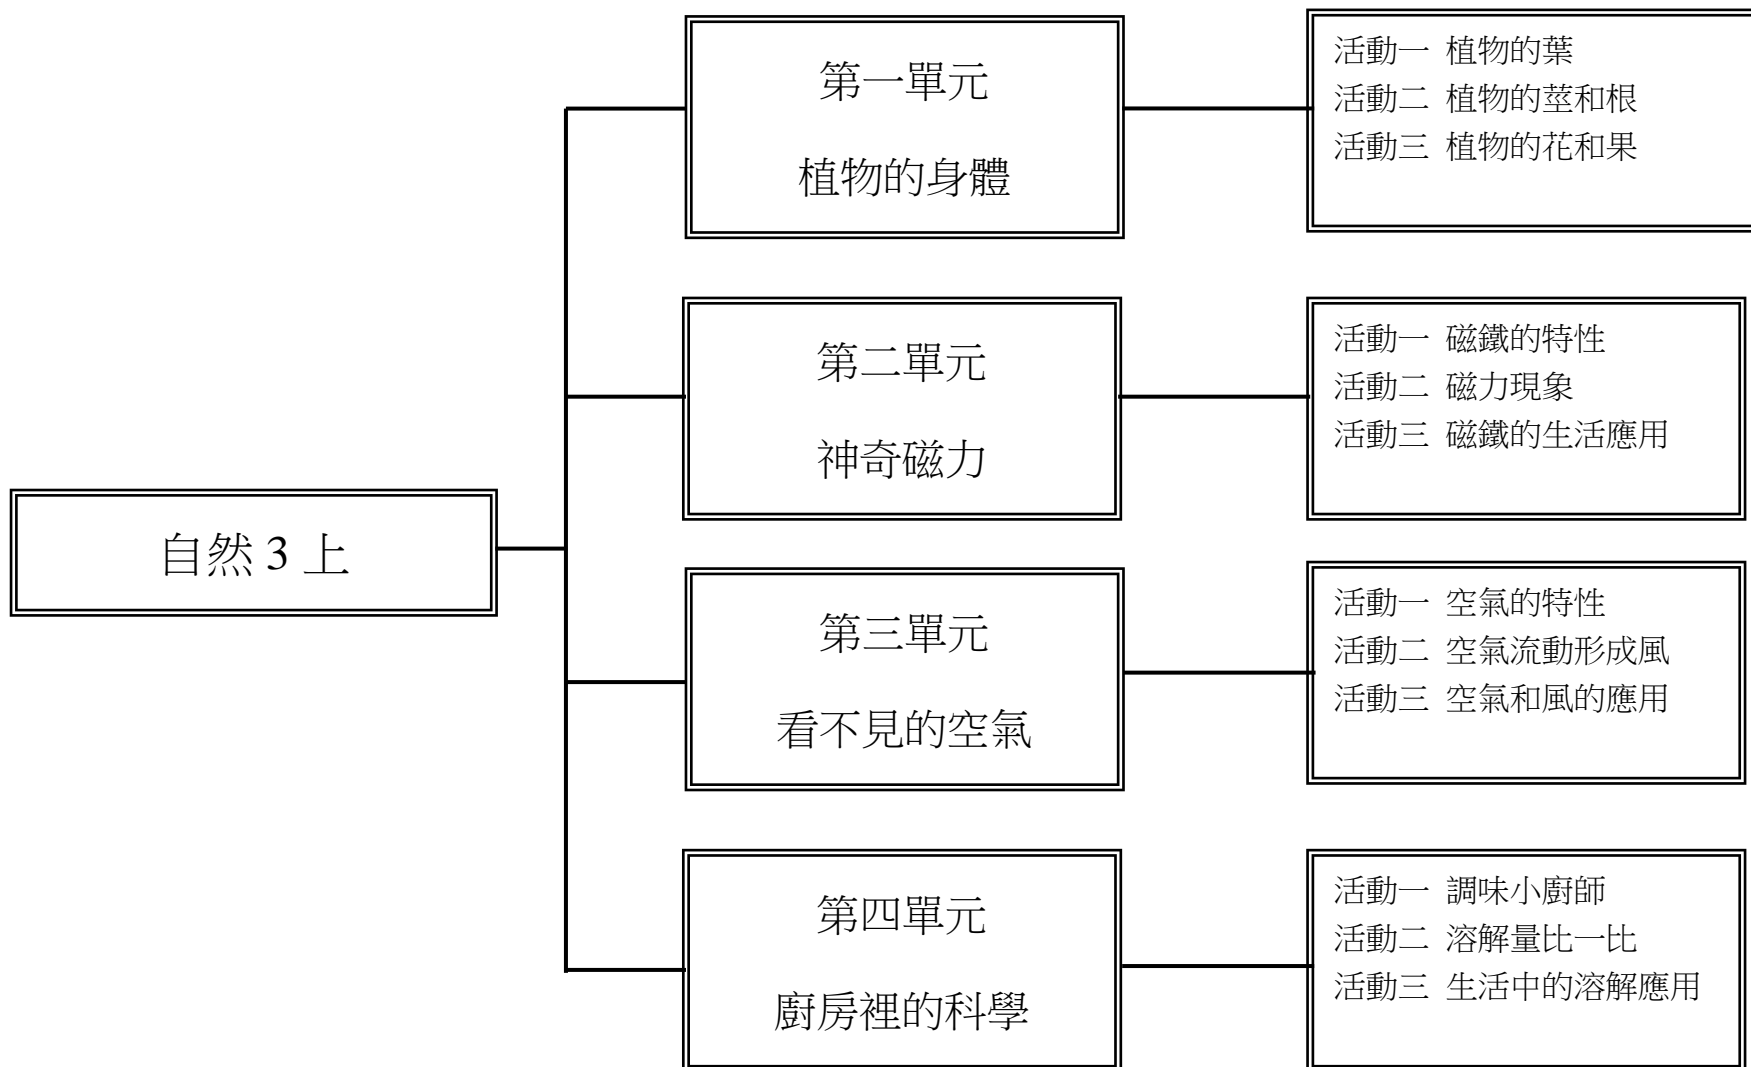 自然 3 上
第一單元
植物的身體
活動一 植物的葉
活動二 植物的莖和根
活動三 植物的花和果
第二單元
神奇磁力
活動一 磁鐵的特性
活動二 磁力現象
活動三 磁鐵的生活應用
第三單元
看不見的空氣
活動一 空氣的特性
活動二 空氣流動形成風
活動三 空氣和風的應用
第四單元
廚房裡的科學
活動一 調味小廚師
活動二 溶解量比一比
活動三 生活中的溶解應用